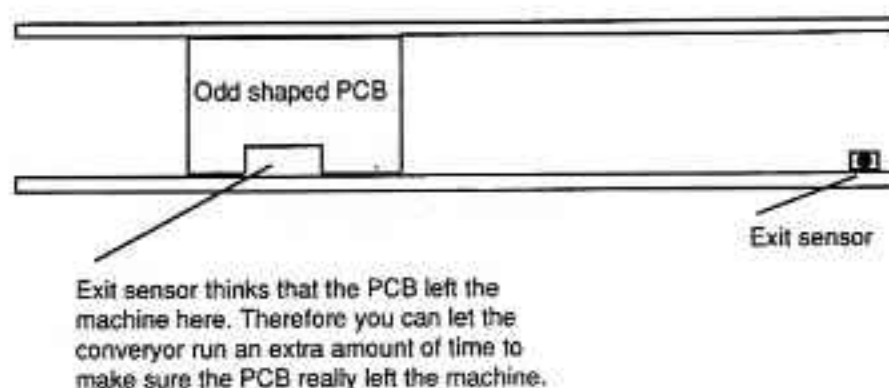 Odd shaped PCB
Exit sensor
Exit sensor thinks that the PCB left the
machine here. Therefore you can let the
converyor run an extra amount of time to
make sure the PCB really left the machine.